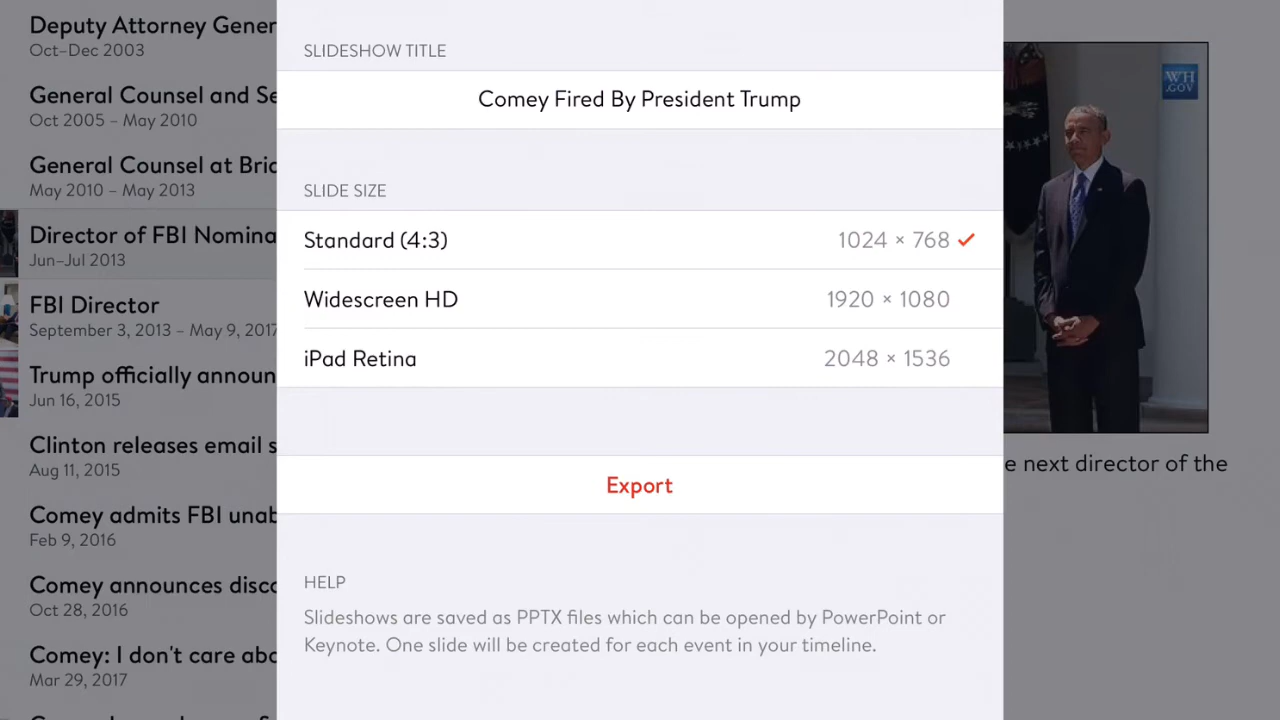 Deputy Attorney Gener
Oct–Dec 2003
General Counsel and Se
Oct 2005 – May 2010
General Counsel at Brid
May 2010 – May 2013
Director of FBI Nomina
Jun–Jul 2013
FBI Director
September 3, 2013 – May 9, 2017
Trump officially announ
Jun 16, 2015
Clinton releases email s
Aug 11, 2015
Comey admits FBI unab
Feb 9, 2016
Comey announces disco
Oct 28, 2016
Comey: I don't care abo
Mar 29, 2017
SLIDESHOW TITLE
Comey Fired By President Trump
SLIDE SIZE
Standard (4:3) 1024 × 768
Widescreen HD 1920 × 1080
iPad Retina 2048 × 1536
Export
HELP
Slideshows are saved as PPTX files which can be opened by PowerPoint or
Keynote. One slide will be created for each event in your timeline.
WH
.GOV
e next director of the